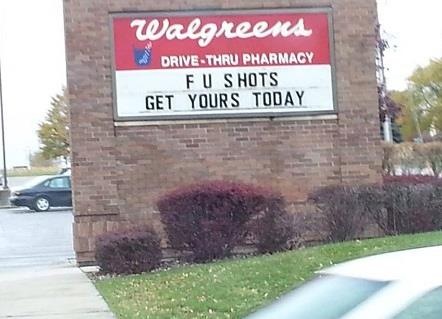 Walgreens
DRIVE-THRU PHARMACY
F U SHOTS
GET YOURS TODAY